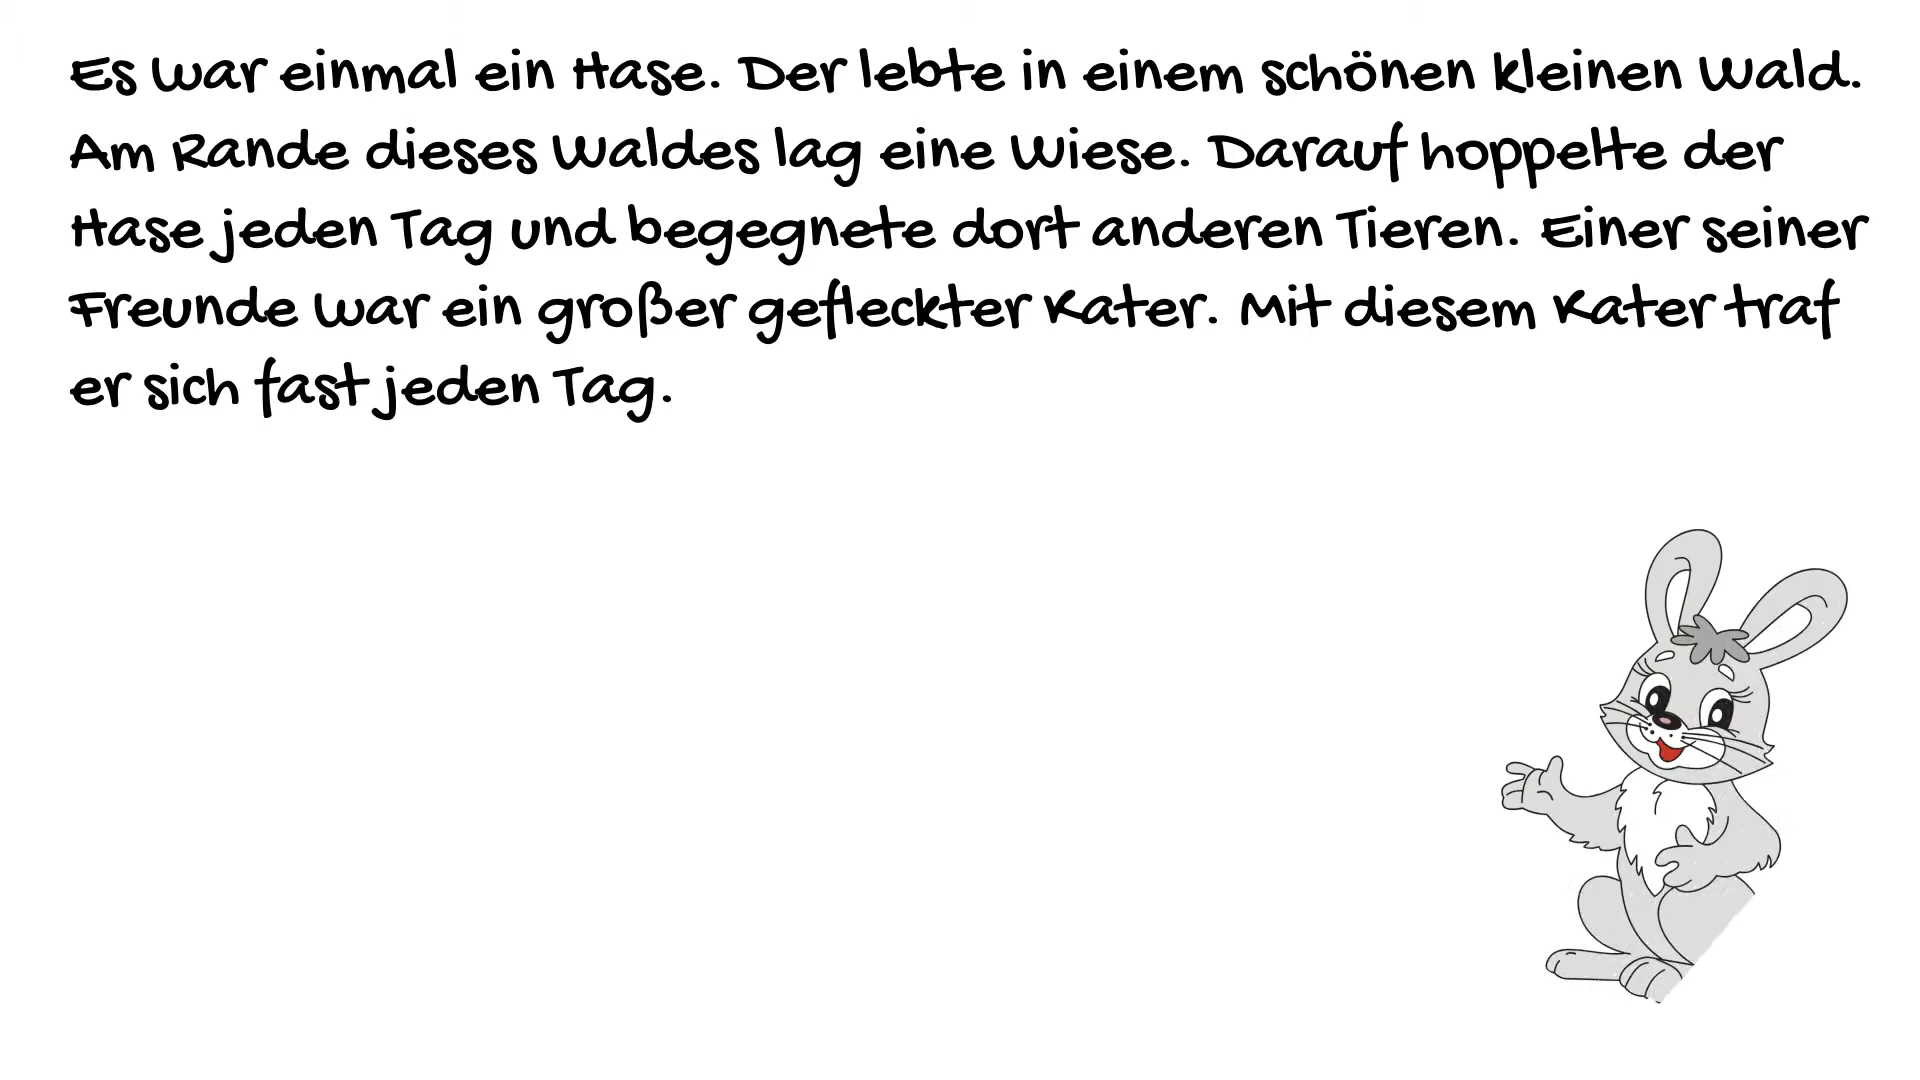 Es war einmal ein Hase. Der lebte in einem schönen kleinen Wald.
Am Rande dieses Waldes lag eine Wiese. Darauf hoppelte der
Hase jeden Tag und begegnete dort anderen Tieren. Einer seiner
Freunde war ein großer gefleckter Kater. Mit diesem Kater traf
er sich fast jeden Tag.